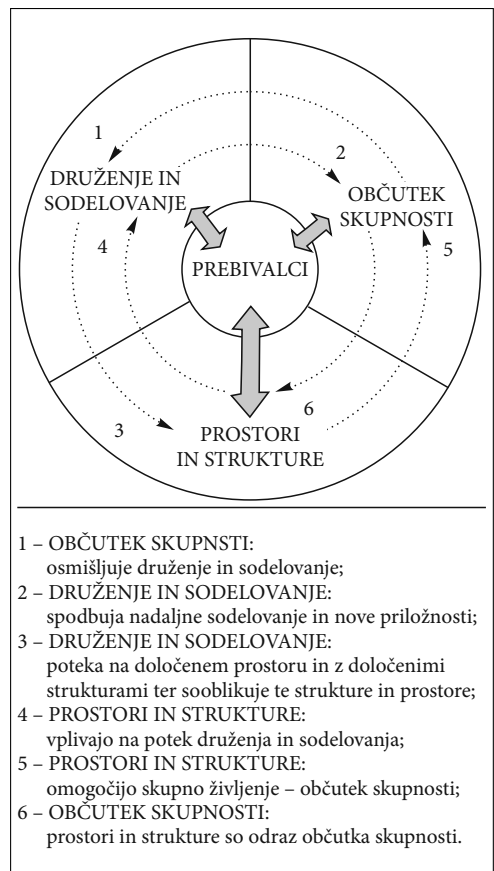 1
2
DRUŽENJE IN
SODELOVANJE
OBČUTEK
SKUPNOSTI
4
5
PREBIVALCI
6
3
PROSTORI
IN STRUKTURE
1 – OBČUTEK SKUPNSTI:
osmišljuje druženje in sodelovanje;
2 – DRUŽENJE IN SODELOVANJE:
spodbuja nadaljne sodelovanje in nove priložnosti;
3 – DRUŽENJE IN SODELOVANJE:
poteka na določenem prostoru in z določenimi
strukturami ter sooblikuje te strukture in prostore;
4 – PROSTORI IN STRUKTURE:
vplivajo na potek druženja in sodelovanja;
5 – PROSTORI IN STRUKTURE:
omogočijo skupno življenje – občutek skupnosti;
6 – OBČUTEK SKUPNOSTI:
prostori in strukture so odraz občutka skupnosti.